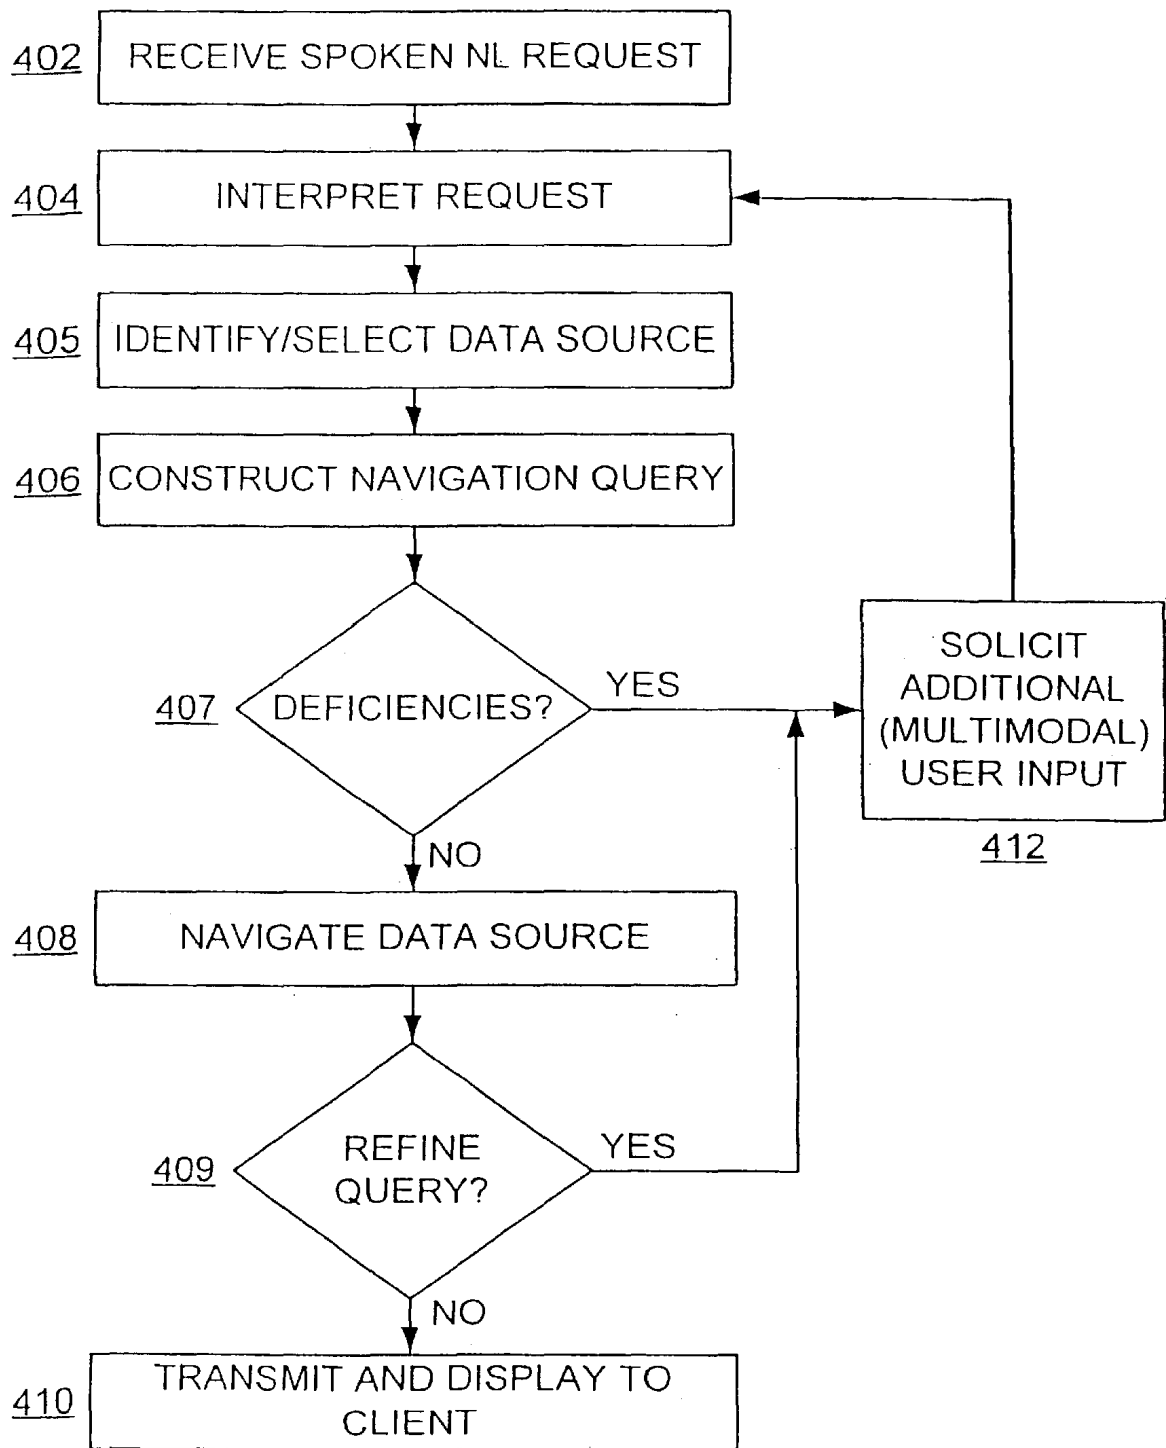 402
RECEIVE SPOKEN NL REQUEST
404
INTERPRET REQUEST
405
IDENTIFY/SELECT DATA SOURCE
406
CONSTRUCT NAVIGATION QUERY
407
DEFICIENCIES?
YES
SOLICIT
ADDITIONAL
(MULTIMODAL)
USER INPUT
412
NO
408
NAVIGATE DATA SOURCE
409
REFINE
QUERY?
YES
NO
410
TRANSMIT AND DISPLAY TO
CLIENT